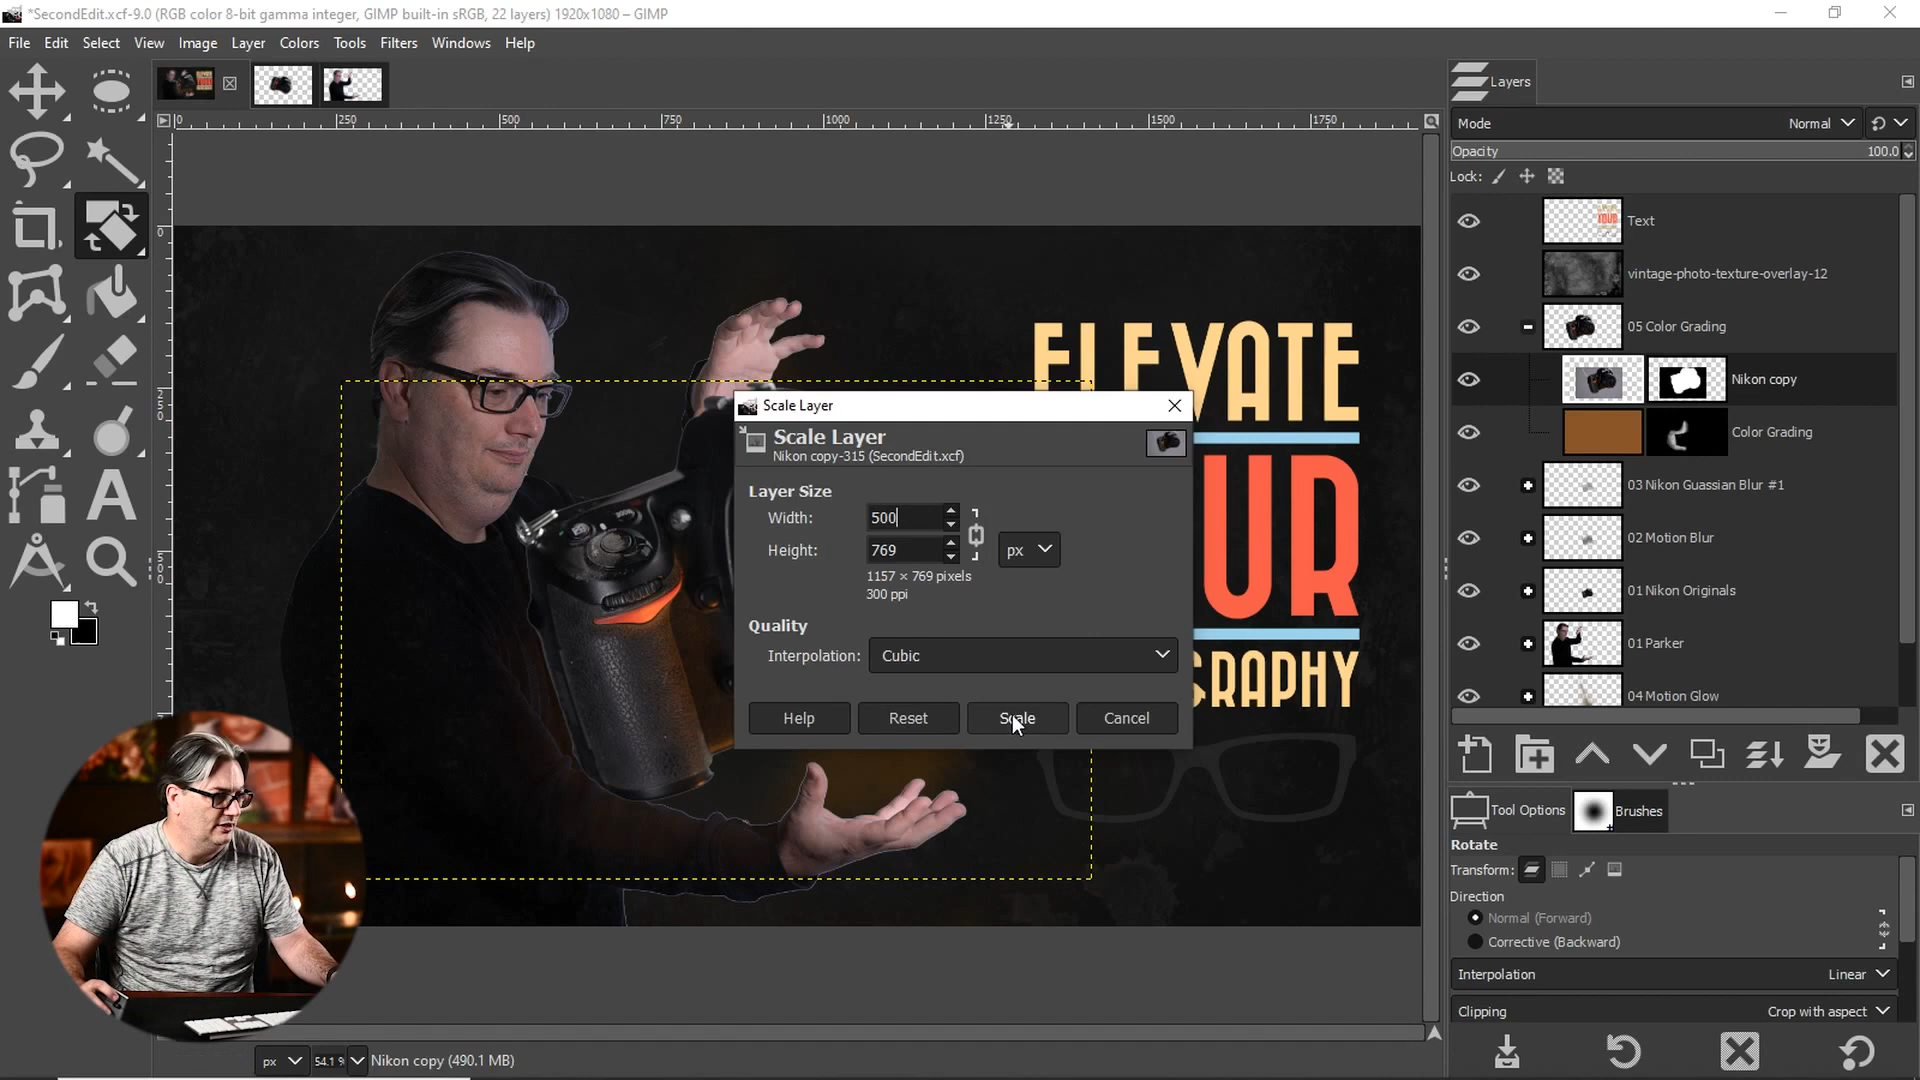 *SecondEdit.xcf-9.0 (RGB color 8-bit gamma integer, GIMP built-in sRGB, 22 layers) 1920x1080 – GIMP
File Edit Select View Image Layer Colors Tools Filters Windows Help
Layers
0 250 500 750 1000 1250 1500 1750
Mode Normal
Opacity 100.0
Lock:
Text
vintage-photo-texture-overlay-12
05 Color Grading
Nikon copy
Color Grading
03 Nikon Guassian Blur #1
02 Motion Blur
01 Nikon Originals
01 Parker
04 Motion Glow
ELEVATE
YOUR
Scale Layer
Scale Layer
Nikon copy-315 (SecondEdit.xcf)
Layer Size
Width: 500
Height: 769 px
1157 × 769 pixels
300 ppi
Quality
Interpolation: Cubic
Help Reset Scale Cancel
UR
GRAPHY
Tool Options Brushes
Rotate
Transform:
Direction
Normal (Forward)
Corrective (Backward)
Interpolation Linear
Clipping Crop with aspect
px 54.1 % Nikon copy (490.1 MB)